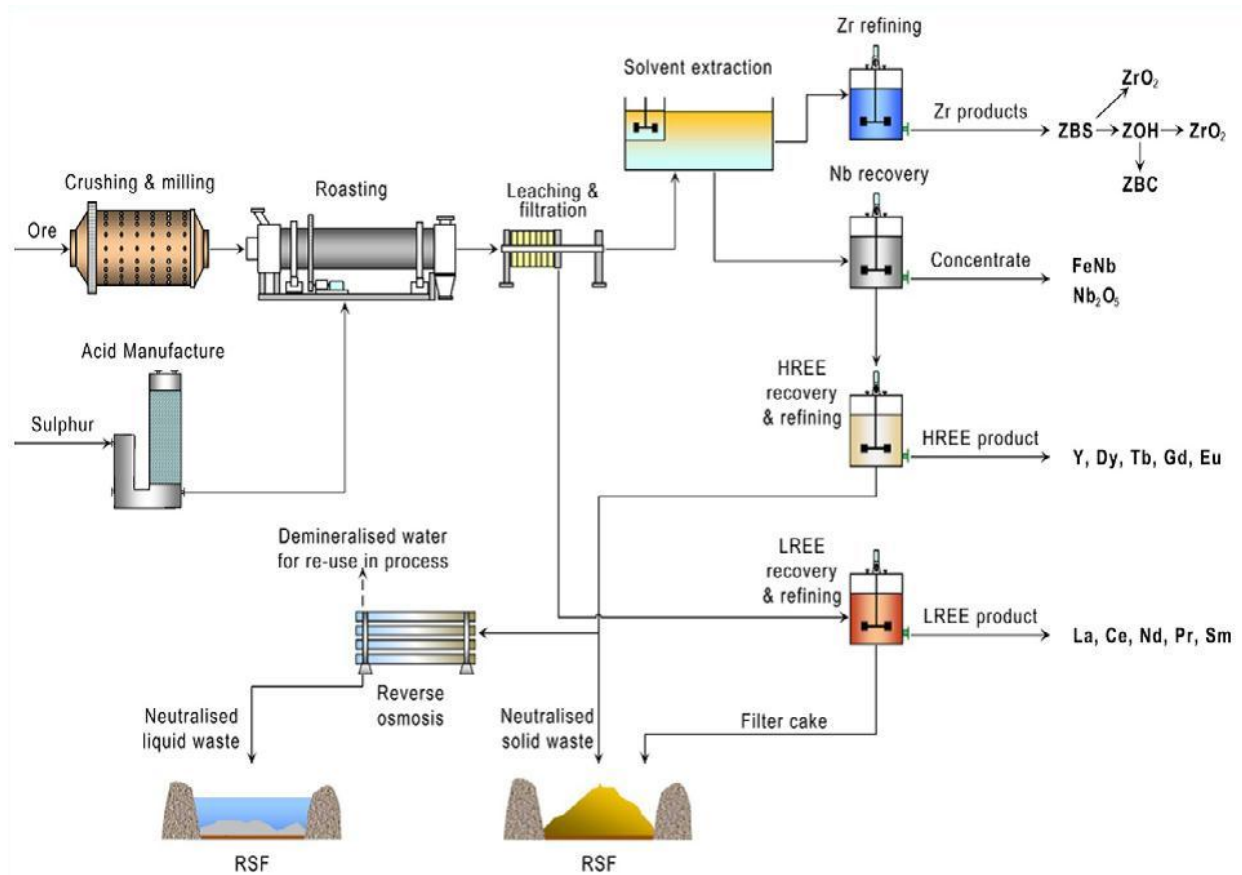 Zr refining
Solvent extraction
ZrO₂
Zr products
ZBS
ZOH
ZrO₂
ZBC
Crushing & milling
Roasting
Leaching &
filtration
Nb recovery
Ore
Concentrate
FeNb
Nb₂O₅
Acid Manufacture
HREE
recovery
& refining
Sulphur
HREE product
Y, Dy, Tb, Gd, Eu
Demineralised water
for re-use in process
LREE
recovery
& refining
LREE product
La, Ce, Nd, Pr, Sm
Reverse
osmosis
Neutralised
liquid waste
Neutralised
solid waste
Filter cake
RSF
RSF